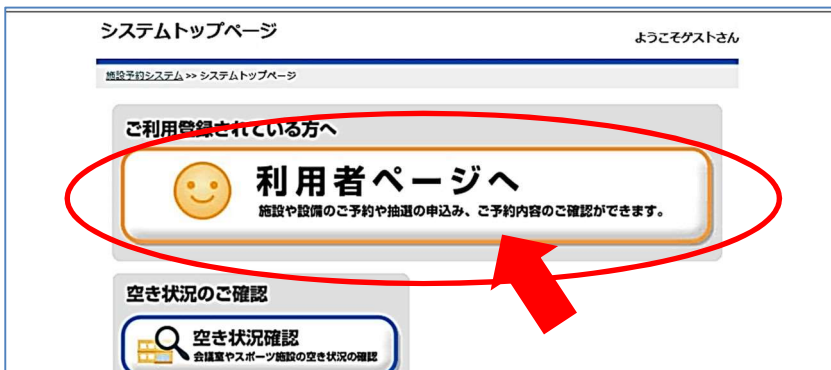 システムトップページ
ようこそゲストさん
施設予約システム >> システムトップページ
ご利用登録されている方へ
利用者ページへ
施設や設備のご予約や抽選の申込み、ご予約内容のご確認ができます。
空き状況のご確認
空き状況確認
会議室やスポーツ施設の空き状況の確認